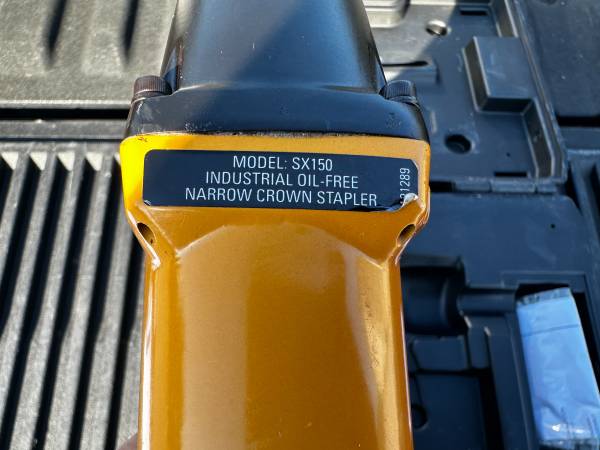 MODEL: SX150
INDUSTRIAL OIL-FREE
NARROW CROWN STAPLER